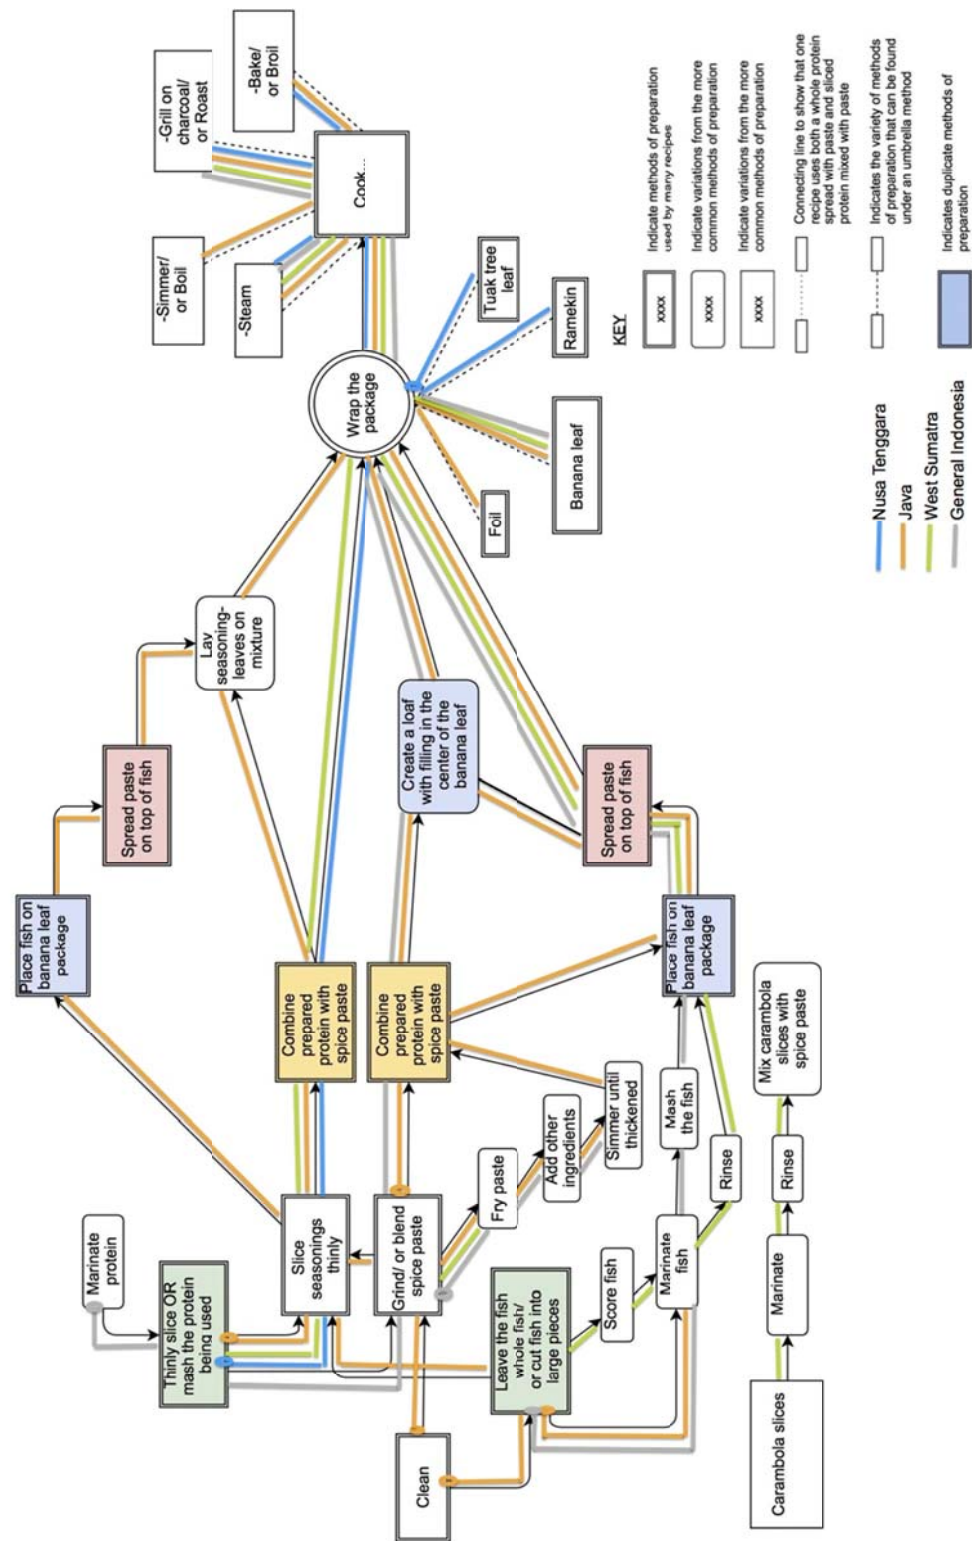 -Simmer/
or Boil
-Grill on
charcoal/
or Roast
-Bake/
or Broil
-Steam
Cook...
Wrap the
package
Tuak tree
leaf
Ramekin
Banana leaf
Foil
Lay
seasoning-
leaves on
mixture
Spread paste
on top of fish
Place fish on
banana leaf
package
Create a loaf
with filling in the
center of the
banana leaf
Spread paste
on top of fish
Combine
prepared
protein with
spice paste
Combine
prepared
protein with
spice paste
Place fish on
banana leaf
package
Mix carambola
slices with
spice paste
Marinate
protein
Thinly slice OR
mash the protein
being used
Slice
seasonings
thinly
Grind/ or blend
spice paste
Fry paste
Add other
ingredients
Simmer until
thickened
Clean
Leave the fish
whole fish/
or cut fish into
large pieces
Score fish
Marinate
fish
Mash
the fish
Rinse
Carambola slices
Marinate
Rinse
KEY
xxxx
Indicate methods of preparation
used by many recipes
xxxx
Indicate variations from the more
common methods of preparation
xxxx
Indicate variations from the more
common methods of preparation
Connecting line to show that one
recipe uses both a whole protein
spread with paste and sliced
protein mixed with paste
Indicates the variety of methods
of preparation that can be found
under an umbrella method
Indicates duplicate methods of
preparation
Nusa Tenggara
Java
West Sumatra
General Indonesia